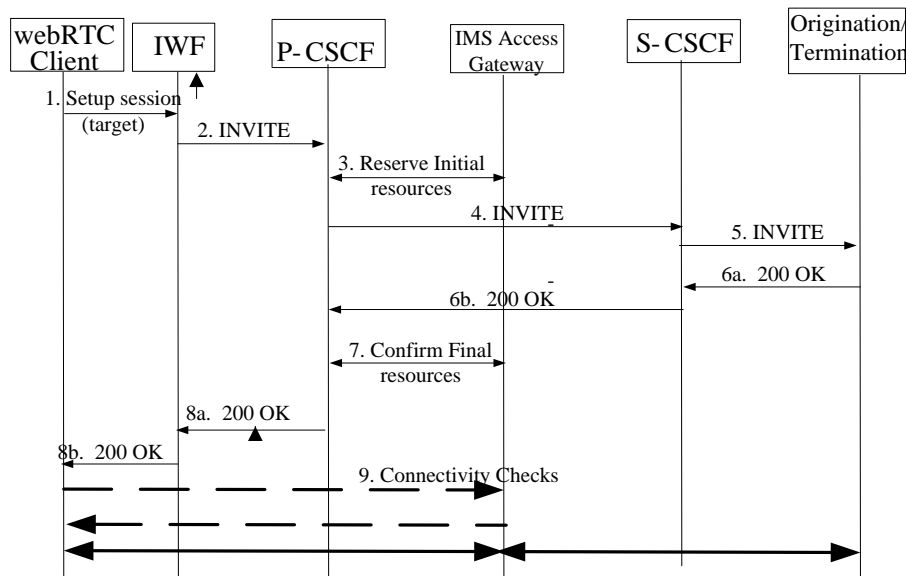 webRTC
Client
IWF
P- CSCF
IMS Access
Gateway
S- CSCF
Origination/
Termination
1. Setup session
(target)
2. INVITE
3. Reserve Initial
resources
4. INVITE
5. INVITE
6a. 200 OK
6b. 200 OK
7. Confirm Final
resources
8a. 200 OK
8b. 200 OK
9. Connectivity Checks